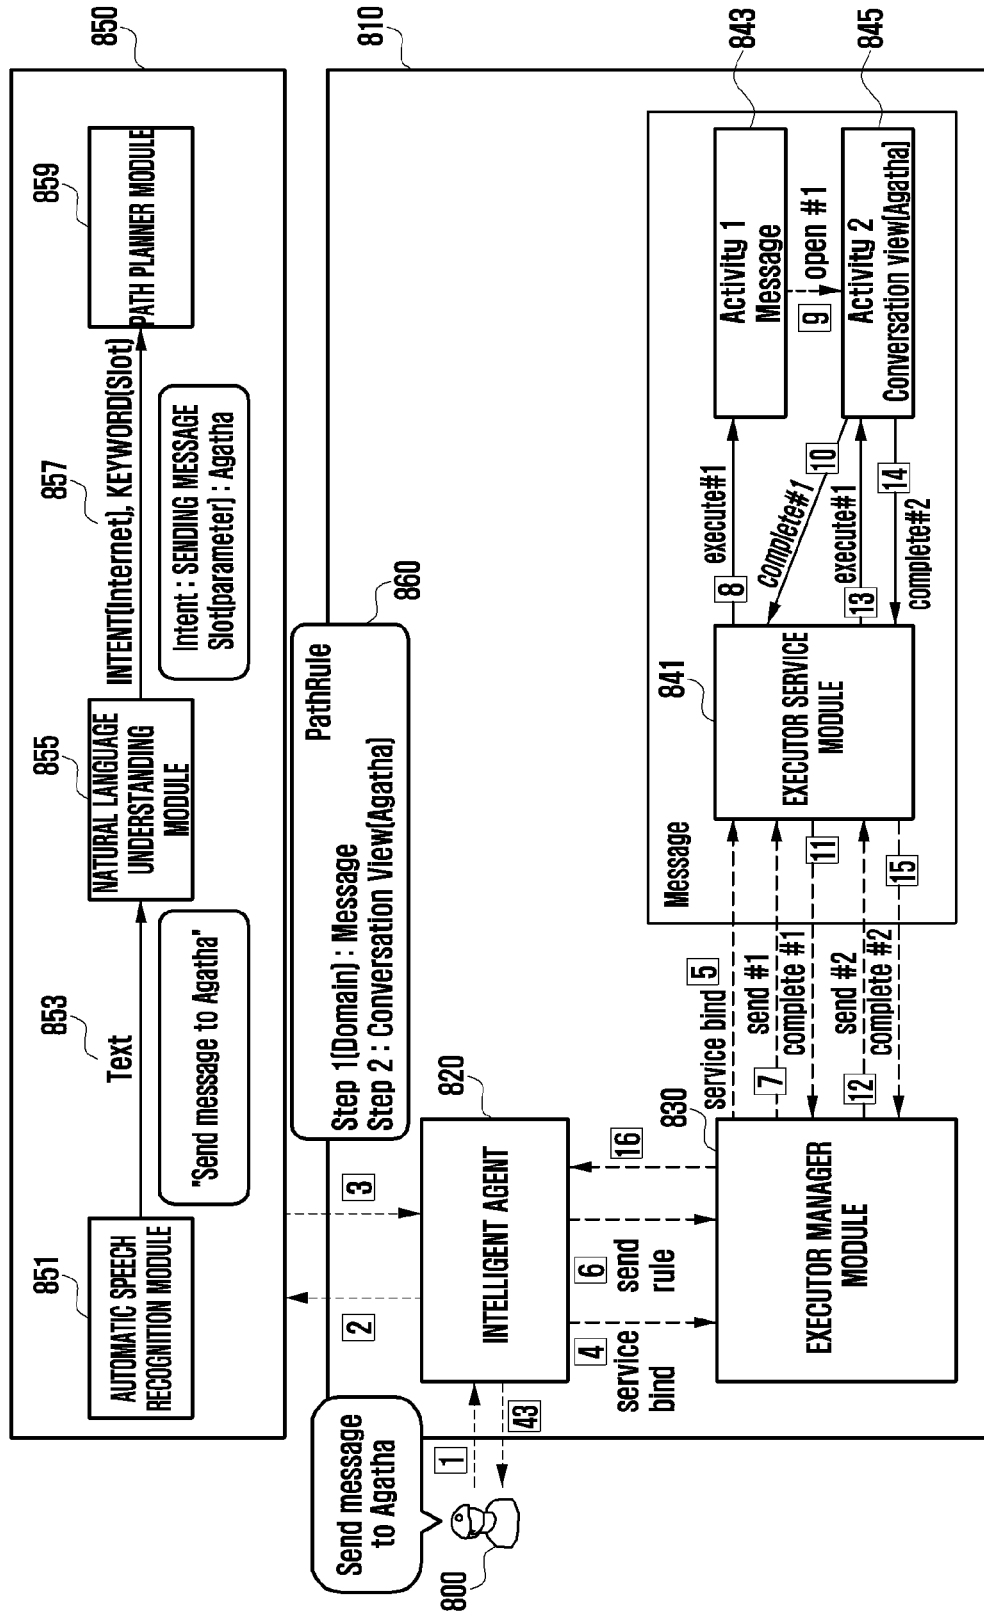 850
859
PATH PLANNER MODULE
857
INTENT(Internet), KEYWORD(Slot)
Intent : SENDING MESSAGE
Slot(parameter) : Agatha
855
NATURAL LANGUAGE
UNDERSTANDING
MODULE
853
Text
"Send message to Agatha"
851
AUTOMATIC SPEECH
RECOGNITION MODULE
860
PathRule
Step 1(Domain) : Message
Step 2 : Conversation View(Agatha)
810
Send message
to Agatha
800
1
43
2
3
820
INTELLIGENT AGENT
4
service
bind
6
send
rule
16
830
EXECUTOR MANAGER
MODULE
service bind
5
7
send #1
complete #1
11
12
send #2
complete #2
15
Message
841
EXECUTOR SERVICE
MODULE
8
execute#1
complete#1
10
13
execute#1
14
complete#2
843
Activity 1
Message
9
open #1
845
Activity 2
Conversation view(Agatha)